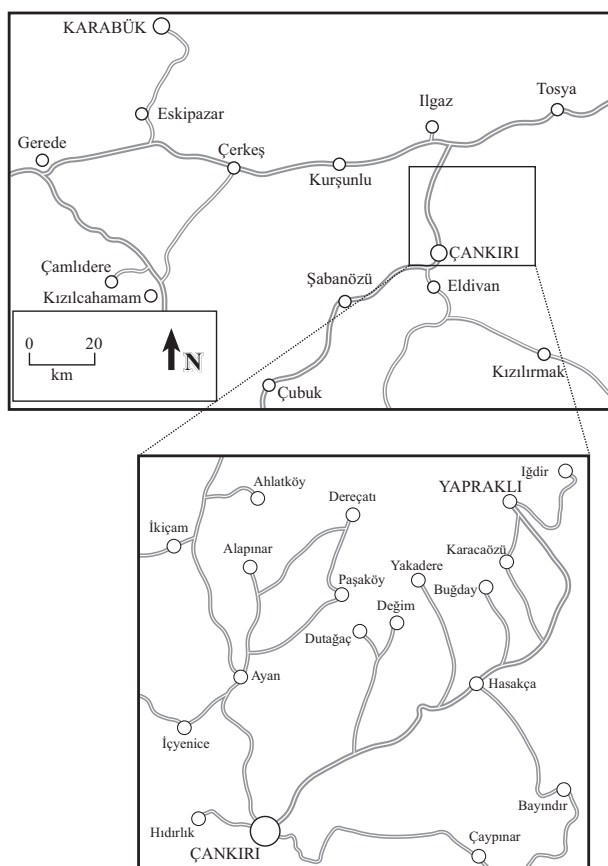 KARABÜK
Tosya
Ilgaz
Eskipazar
Gerede
Çerkeş
Kurşunlu
ÇANKIRI
Çamlıdere
Eldivan
Şabanözü
Kızılcahamam
0 20
km
N
Kızılırmak
Çubuk
Iğdir
Ahlatköy
YAPRAKLI
Dereçatı
İkiçam
Karacaözü
Alapınar
Yakadere
Paşaköy
Buğday
Değim
Dutağaç
Ayan
Hasakça
İçyenice
Bayındır
Hıdırlık
ÇANKIRI
Çaypınar